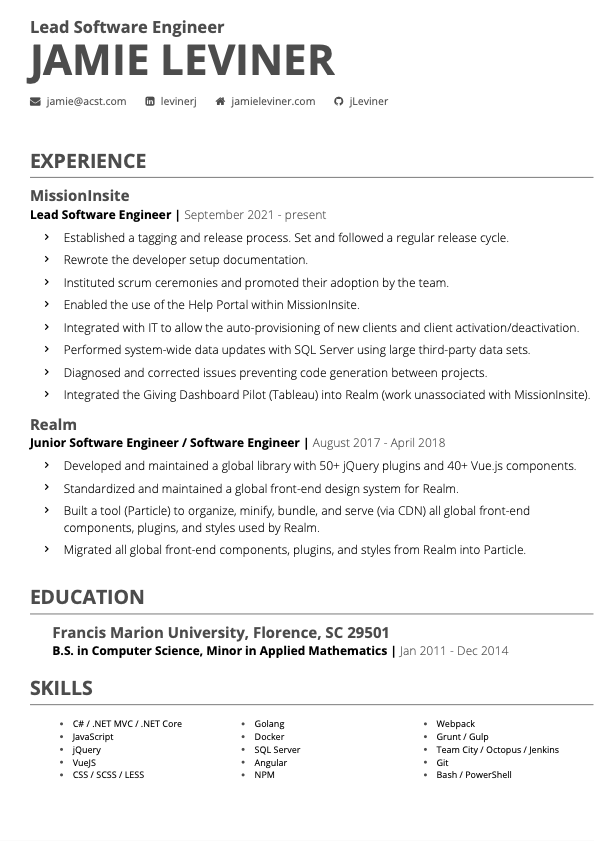 Lead Software Engineer
JAMIE LEVINER
jamie@acst.com levinerj jamieleviner.com jLeviner
EXPERIENCE
MissionInsite
Lead Software Engineer | September 2021 - present
Established a tagging and release process. Set and followed a regular release cycle.
Rewrote the developer setup documentation.
Instituted scrum ceremonies and promoted their adoption by the team.
Enabled the use of the Help Portal within MissionInsite.
Integrated with IT to allow the auto-provisioning of new clients and client activation/deactivation.
Performed system-wide data updates with SQL Server using large third-party data sets.
Diagnosed and corrected issues preventing code generation between projects.
Integrated the Giving Dashboard Pilot (Tableau) into Realm (work unassociated with MissionInsite).
Realm
Junior Software Engineer / Software Engineer | August 2017 - April 2018
Developed and maintained a global library with 50+ jQuery plugins and 40+ Vue.js components.
Standardized and maintained a global front-end design system for Realm.
Built a tool (Particle) to organize, minify, bundle, and serve (via CDN) all global front-end
components, plugins, and styles used by Realm.
Migrated all global front-end components, plugins, and styles from Realm into Particle.
EDUCATION
Francis Marion University, Florence, SC 29501
B.S. in Computer Science, Minor in Applied Mathematics | Jan 2011 - Dec 2014
SKILLS
• C# / .NET MVC / .NET Core
• JavaScript
• jQuery
• VueJS
• CSS / SCSS / LESS
• Golang
• Docker
• SQL Server
• Angular
• NPM
• Webpack
• Grunt / Gulp
• Team City / Octopus / Jenkins
• Git
• Bash / PowerShell